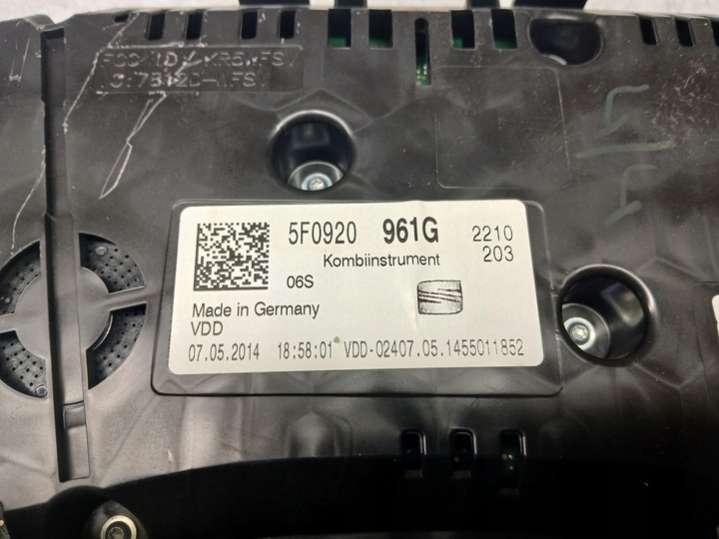 5F0920 961G 2210
Kombiinstrument 203
06S
Made in Germany
VDD
07.05.2014 18:58:01 VDD-02407.05.1455011852